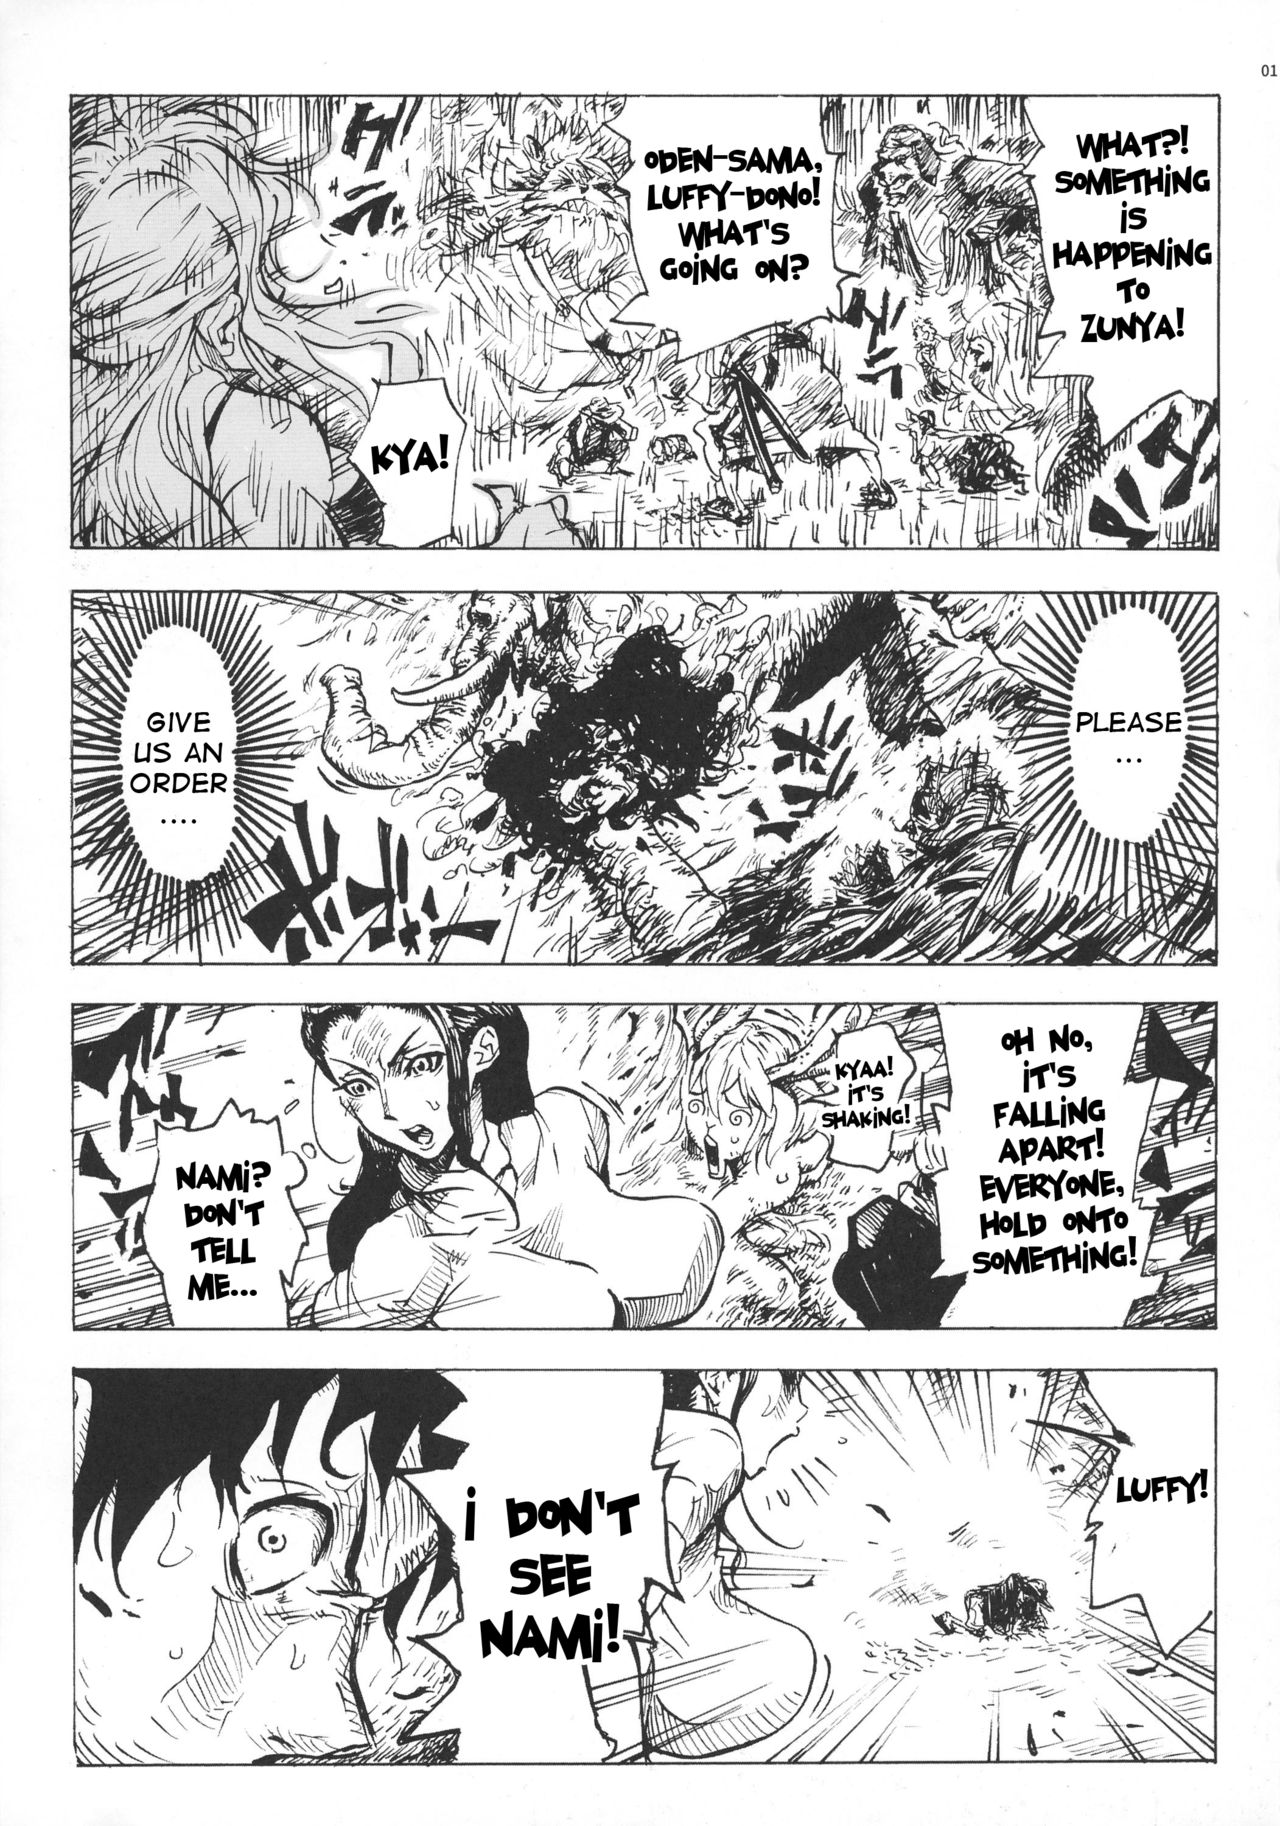 01
WHAT?!
SOMETHING
IS
HAPPENING
TO
ZUNYA!
ODEN-SAMA,
LUFFY-DONO!
WHAT'S
GOING ON?
KYA!
PLEASE
...
GIVE
US AN
ORDER
....
OH NO,
IT'S
FALLING
APART!
EVERYONE,
HOLD ONTO
SOMETHING!
KYAA!
IT'S
SHAKING!
NAMI?
DON'T
TELL
ME...
LUFFY!
I DON'T
SEE
NAMI!